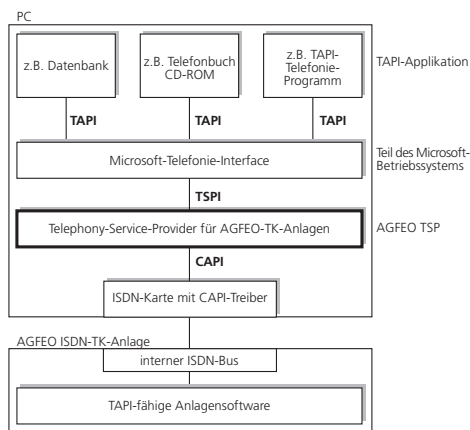 PC
z.B. Datenbank
z.B. Telefonbuch
CD-ROM
z.B. TAPI-
Telefonie-
Programm
TAPI-Applikation
TAPI
TAPI
TAPI
Microsoft-Telefonie-Interface
Teil des Microsoft-
Betriebssystems
TSPI
Telephony-Service-Provider für AGFEO-TK-Anlagen
AGFEO TSP
CAPI
ISDN-Karte mit CAPI-Treiber
AGFEO ISDN-TK-Anlage
interner ISDN-Bus
TAPI-fähige Anlagensoftware